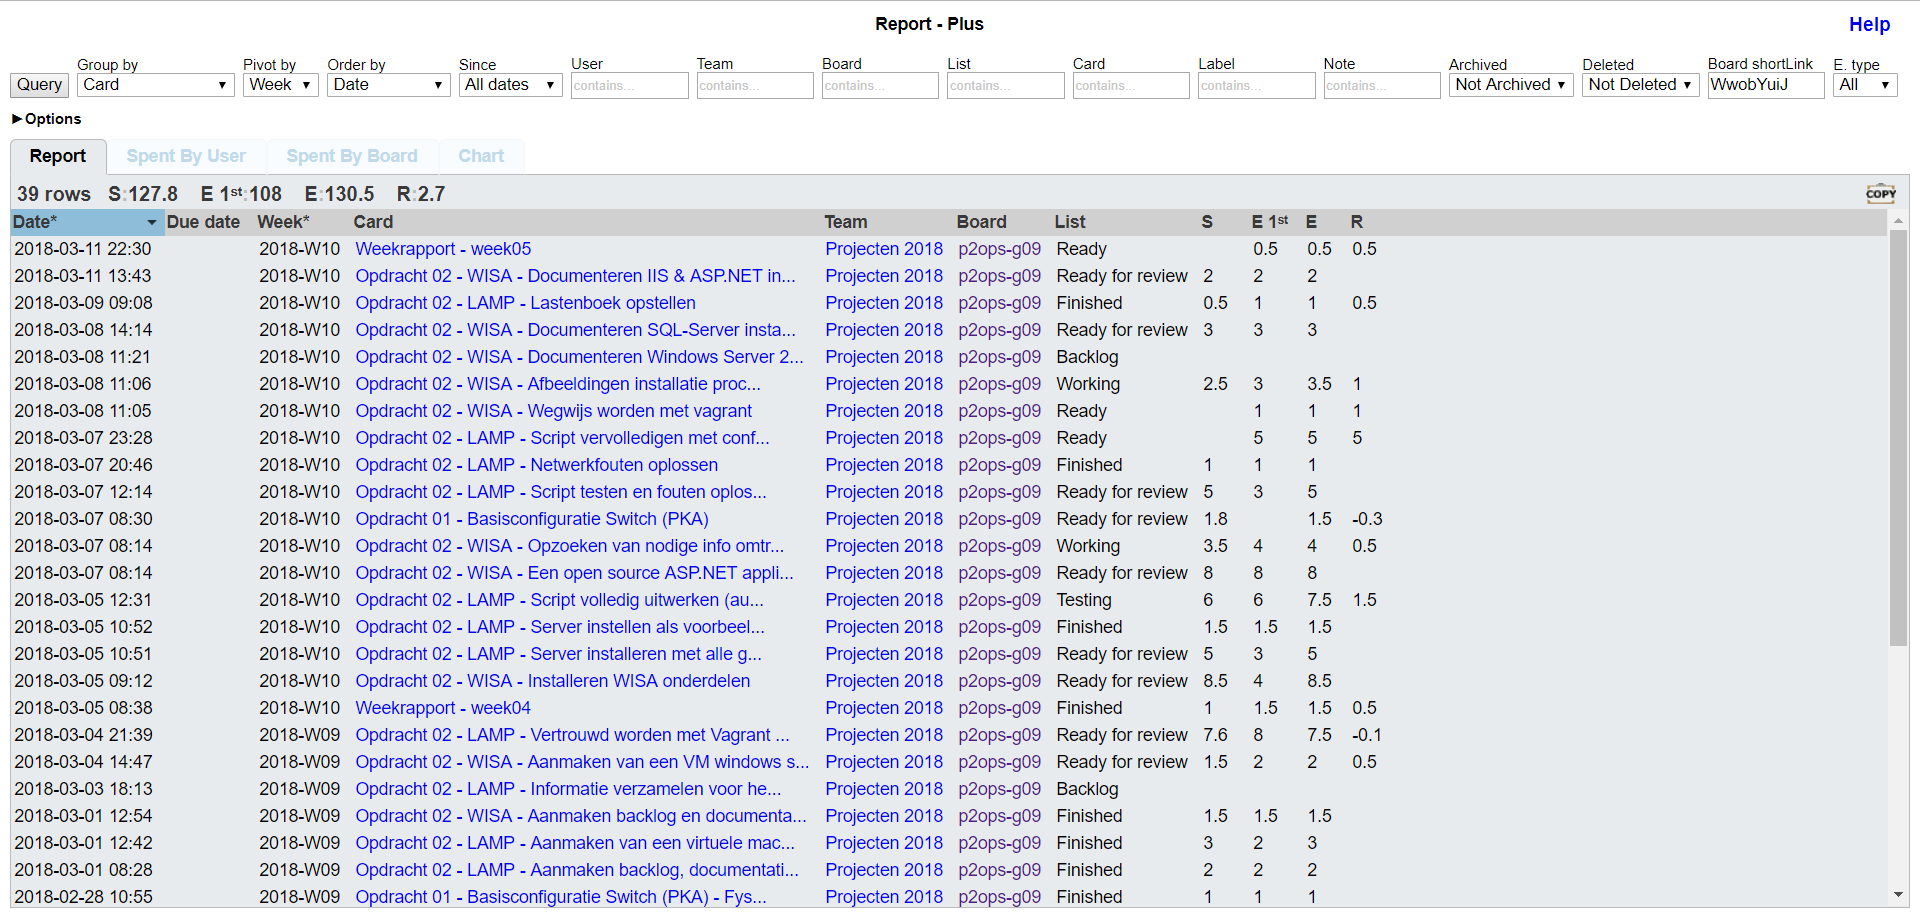 Report - Plus
Help
Query Group by Card Pivot by Week Order by Date Since All dates User contains... Team contains... Board contains... List contains... Card contains... Label contains... Note contains... Archived Not Archived Deleted Not Deleted Board shortLink WwobYuiJ E. type All
Options
Report Spent By User Spent By Board Chart
39 rows S:127.8 E 1st:108 E:130.5 R:2.7 COPY
Date* Due date Week* Card Team Board List S E 1st E R
2018-03-11 22:30 2018-W10 Weekrapport - week05 Projecten 2018 p2ops-g09 Ready 0.5 0.5 0.5
2018-03-11 13:43 2018-W10 Opdracht 02 - WISA - Documenteren IIS & ASP.NET in... Projecten 2018 p2ops-g09 Ready for review 2 2 2
2018-03-09 09:08 2018-W10 Opdracht 02 - LAMP - Lastenboek opstellen Projecten 2018 p2ops-g09 Finished 0.5 1 1 0.5
2018-03-08 14:14 2018-W10 Opdracht 02 - WISA - Documenteren SQL-Server insta... Projecten 2018 p2ops-g09 Ready for review 3 3 3
2018-03-08 11:21 2018-W10 Opdracht 02 - WISA - Documenteren Windows Server 2... Projecten 2018 p2ops-g09 Backlog
2018-03-08 11:06 2018-W10 Opdracht 02 - WISA - Afbeeldingen installatie proc... Projecten 2018 p2ops-g09 Working 2.5 3 3.5 1
2018-03-08 11:05 2018-W10 Opdracht 02 - WISA - Wegwijs worden met vagrant Projecten 2018 p2ops-g09 Ready 1 1 1
2018-03-07 23:28 2018-W10 Opdracht 02 - LAMP - Script vervolledigen met conf... Projecten 2018 p2ops-g09 Ready 5 5 5
2018-03-07 20:46 2018-W10 Opdracht 02 - LAMP - Netwerkfouten oplossen Projecten 2018 p2ops-g09 Finished 1 1 1
2018-03-07 12:14 2018-W10 Opdracht 02 - LAMP - Script testen en fouten oplos... Projecten 2018 p2ops-g09 Ready for review 5 3 5
2018-03-07 08:30 2018-W10 Opdracht 01 - Basisconfiguratie Switch (PKA) Projecten 2018 p2ops-g09 Ready for review 1.8 1.5 -0.3
2018-03-07 08:14 2018-W10 Opdracht 02 - WISA - Opzoeken van nodige info omtr... Projecten 2018 p2ops-g09 Working 3.5 4 4 0.5
2018-03-07 08:14 2018-W10 Opdracht 02 - WISA - Een open source ASP.NET appli... Projecten 2018 p2ops-g09 Ready for review 8 8 8
2018-03-05 12:31 2018-W10 Opdracht 02 - LAMP - Script volledig uitwerken (au... Projecten 2018 p2ops-g09 Testing 6 6 7.5 1.5
2018-03-05 10:52 2018-W10 Opdracht 02 - LAMP - Server instellen als voorbeel... Projecten 2018 p2ops-g09 Finished 1.5 1.5 1.5
2018-03-05 10:51 2018-W10 Opdracht 02 - LAMP - Server installeren met alle g... Projecten 2018 p2ops-g09 Ready for review 5 3 5
2018-03-05 09:12 2018-W10 Opdracht 02 - WISA - Installeren WISA onderdelen Projecten 2018 p2ops-g09 Ready for review 8.5 4 8.5
2018-03-05 08:38 2018-W10 Weekrapport - week04 Projecten 2018 p2ops-g09 Finished 1 1.5 1.5 0.5
2018-03-04 21:39 2018-W09 Opdracht 02 - LAMP - Vertrouwd worden met Vagrant ... Projecten 2018 p2ops-g09 Ready for review 7.6 8 7.5 -0.1
2018-03-04 14:47 2018-W09 Opdracht 02 - WISA - Aanmaken van een VM windows s... Projecten 2018 p2ops-g09 Ready for review 1.5 2 2 0.5
2018-03-03 18:13 2018-W09 Opdracht 02 - LAMP - Informatie verzamelen voor he... Projecten 2018 p2ops-g09 Backlog
2018-03-01 12:54 2018-W09 Opdracht 02 - WISA - Aanmaken backlog en documenta... Projecten 2018 p2ops-g09 Finished 1.5 1.5 1.5
2018-03-01 12:42 2018-W09 Opdracht 02 - LAMP - Aanmaken van een virtuele mac... Projecten 2018 p2ops-g09 Finished 3 2 3
2018-03-01 08:28 2018-W09 Opdracht 02 - LAMP - Aanmaken backlog, documentati... Projecten 2018 p2ops-g09 Finished 2 2 2
2018-02-28 10:55 2018-W09 Opdracht 01 - Basisconfiguratie Switch (PKA) - Fys... Projecten 2018 p2ops-g09 Finished 1 1 1